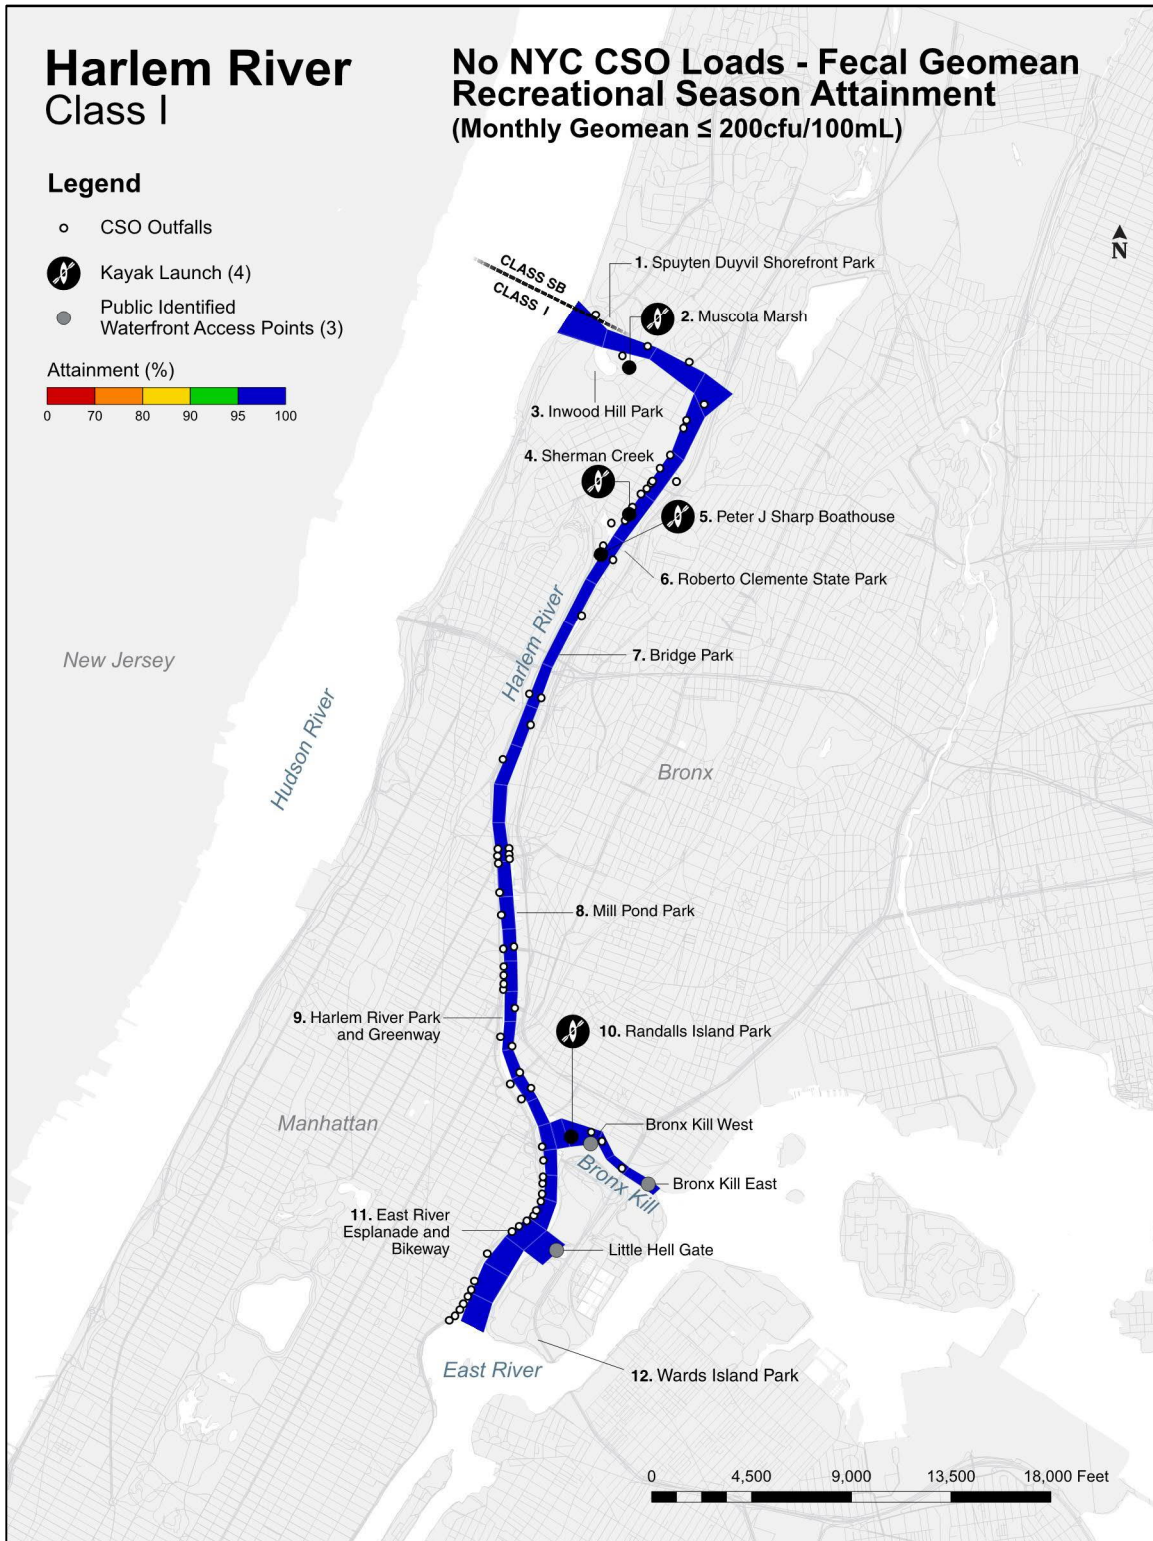 Harlem River
Class I
No NYC CSO Loads - Fecal Geomean
Recreational Season Attainment
(Monthly Geomean ≤ 200cfu/100mL)
Legend
CSO Outfalls
Kayak Launch (4)
Public Identified
Waterfront Access Points (3)
Attainment (%)
0 70 80 90 95 100
N
CLASS SB
CLASS I
1. Spuyten Duyvil Shorefront Park
2. Muscota Marsh
3. Inwood Hill Park
4. Sherman Creek
5. Peter J Sharp Boathouse
6. Roberto Clemente State Park
Harlem River
7. Bridge Park
New Jersey
Hudson River
Bronx
8. Mill Pond Park
9. Harlem River Park
and Greenway
10. Randalls Island Park
Manhattan
Bronx Kill West
Bronx Kill
Bronx Kill East
11. East River
Esplanade and
Bikeway
Little Hell Gate
East River
12. Wards Island Park
0 4,500 9,000 13,500 18,000 Feet